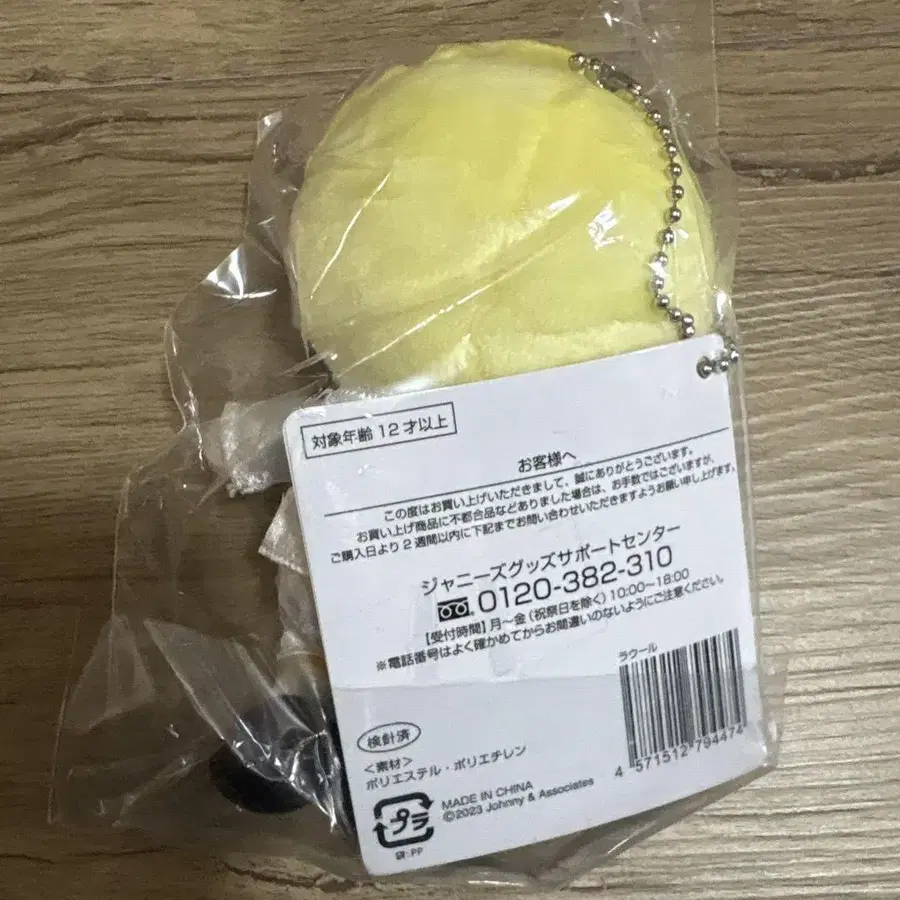 対象年齢 12 才以上
お客様へ
この度はお買い上げいただきまして、誠にありがとうございます。
お買い上げ商品に不都合品などありました場合は、お手数ではございますが、
ご購入日より2週間以内に下記までお問い合わせいただきますようお願い申し上げます。
ジャニーズグッズサポートセンター
0120-382-310
【受付時間】月～金（祝祭日を除く）10:00～18:00
※電話番号はよく確かめてからお間違いのないようにご注意ください。
ラウール
4 571512 794474
検針済
＜素材＞
ポリエステル・ポリエチレン
プラ
袋:PP
MADE IN CHINA
©2023 Johnny & Associates